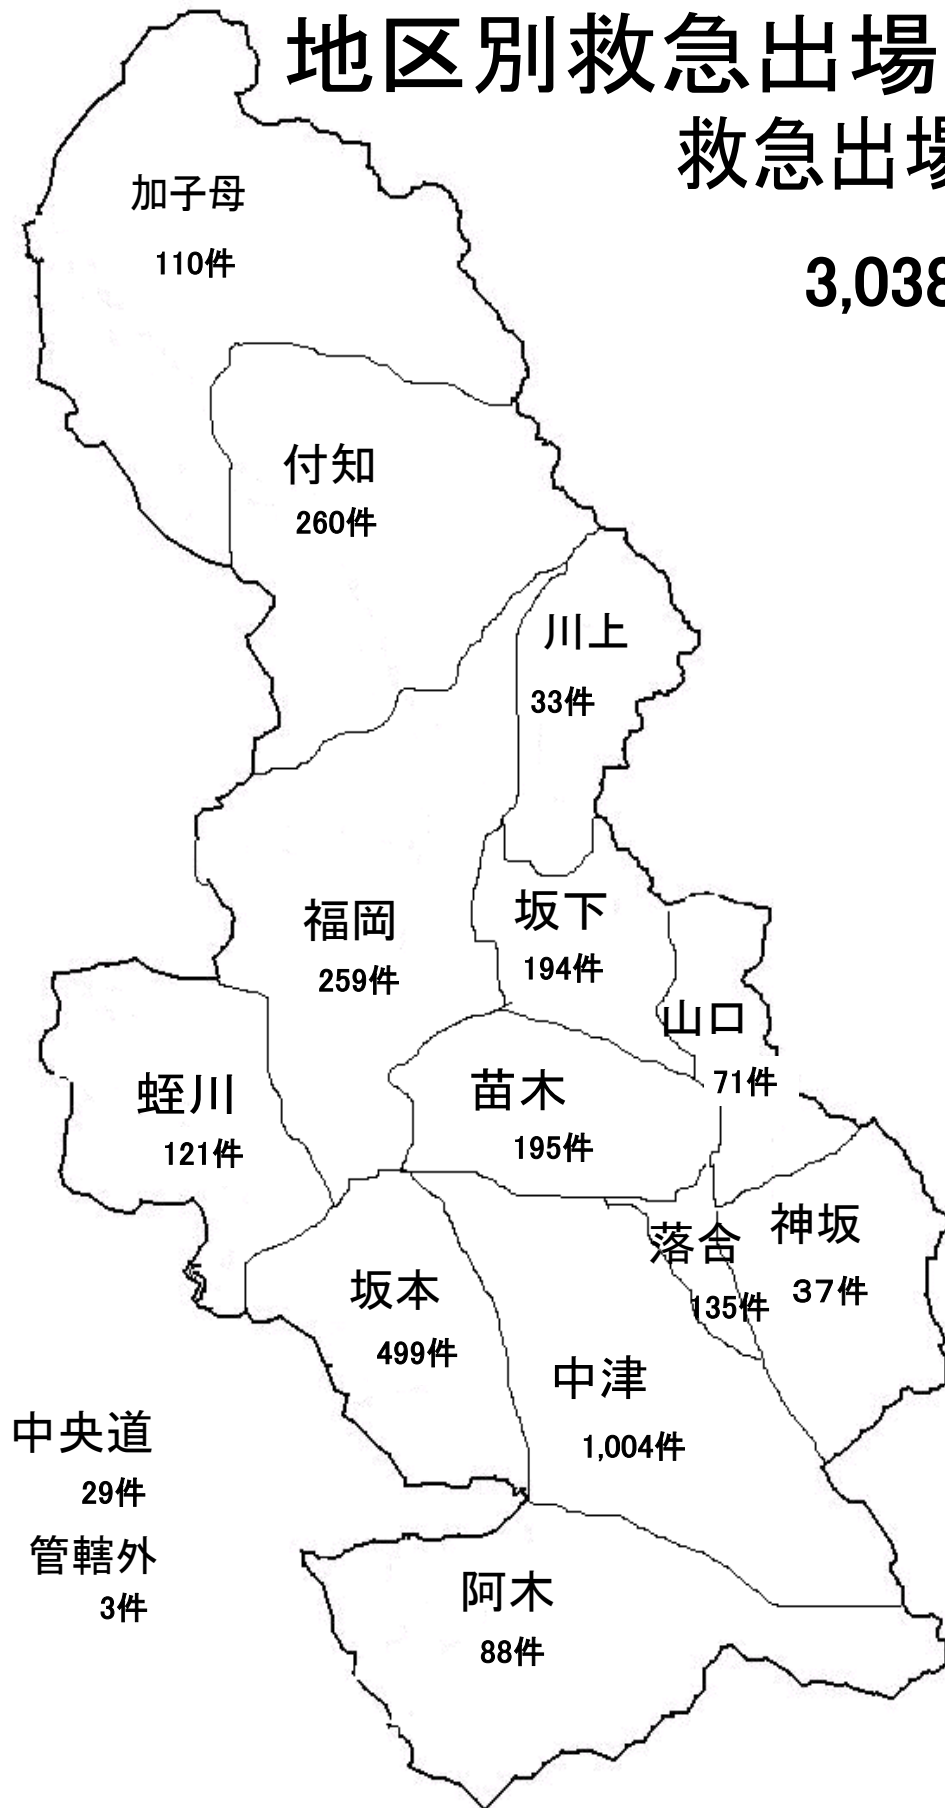 地区別救急出場
救急出場
3,038
加子母
110件
付知
260件
川上
33件
福岡
259件
坂下
194件
山口
71件
蛭川
121件
苗木
195件
落合
135件
神坂
37件
坂本
499件
中津
1,004件
中央道
29件
管轄外
3件
阿木
88件